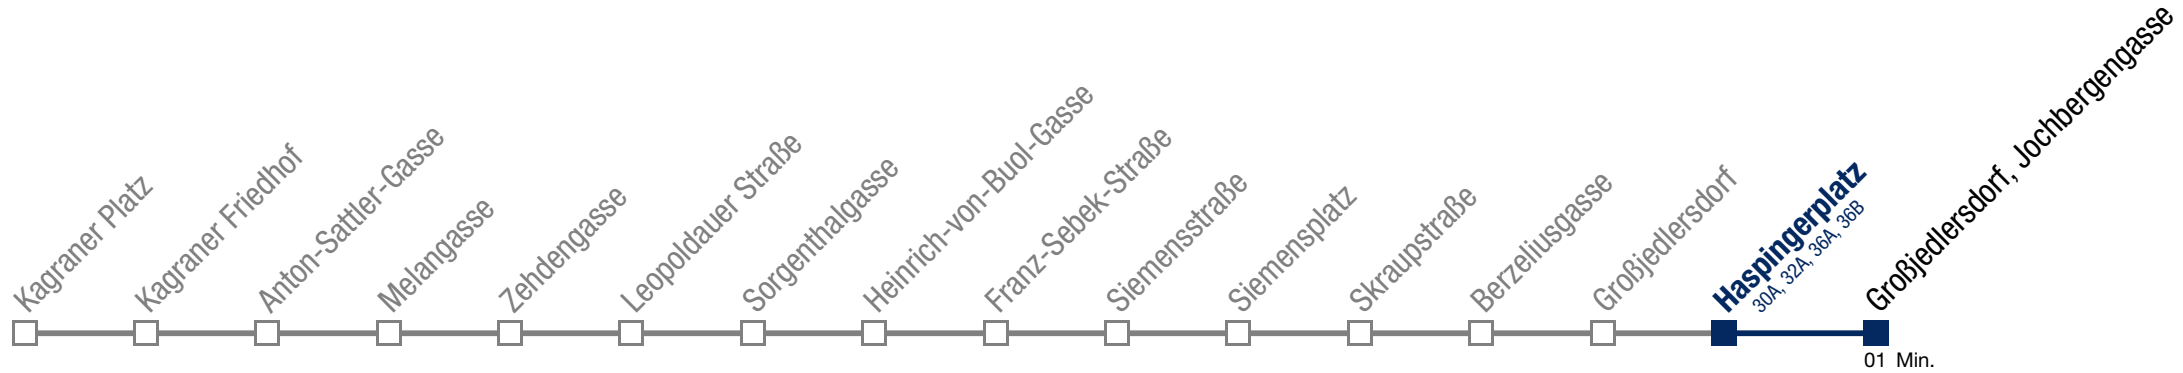 Kagraner Platz
Kagraner Friedhof
Anton-Sattler-Gasse
Melangasse
Zehdengasse
Leopoldauer Straße
Sorgenthalgasse
Heinrich-von-Buol-Gasse
Franz-Sebek-Straße
Siemensstraße
Siemensplatz
Skraupstraße
Berzeliusgasse
Großjedlersdorf
Haspingerplatz
30A, 32A, 36A, 36B
Großjedlersdorf, Jochbergengasse
01 Min.